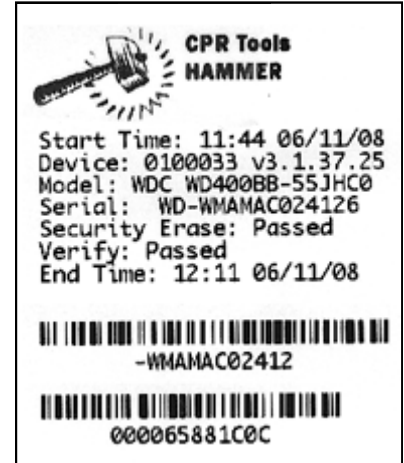 CPR Tools
HAMMER
Start Time: 11:44 06/11/08
Device: 0100033 v3.1.37.25
Model: WDC WD400BB-55JHC0
Serial:  WD-WMAMAC024126
Security Erase: Passed
Verify: Passed
End Time: 12:11 06/11/08
-WMAMAC02412
000065881C0C